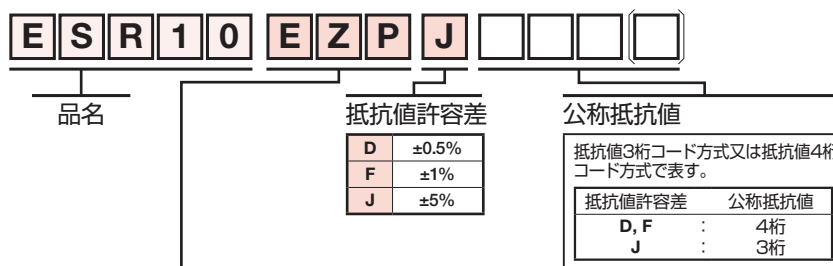 ESR10 EZP J
品名
抵抗値許容差
D ±0.5%
F ±1%
J ±5%
公称抵抗値
抵抗値3桁コード方式又は抵抗値4桁
コード方式で表す。
抵抗値許容差 公称抵抗値
D, F : 4桁
J : 3桁